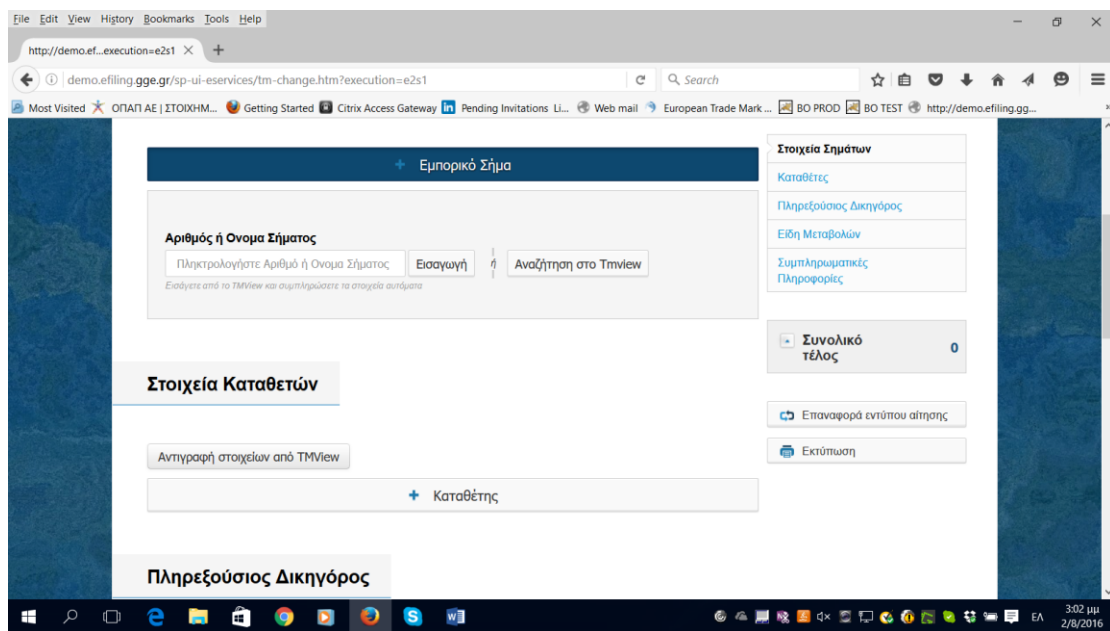 File Edit View History Bookmarks Tools Help
http://demo.ef...execution=e2s1
demo.efiling.gge.gr/sp-ui-eservices/tm-change.htm?execution=e2s1
Search
Most Visited ΟΠΑΠ ΑΕ | ΣΤΟΙΧΗΜ... Getting Started Citrix Access Gateway in Pending Invitations Li... Web mail European Trade Mark ... BO PROD BO TEST http://demo.efiling.gg...
+ Εμπορικό Σήμα
Αριθμός ή Ονομα Σήματος
Πληκτρολογήστε Αριθμό ή Ονομα Σήματος Εισαγωγή ή Αναζήτηση στο Tmview
Εισάγετε από το TMView και συμπληρώσετε τα στοιχεία αυτόματα
Στοιχεία Καταθετών
Αντιγραφή στοιχείων από TMView
+ Καταθέτης
Πληρεξούσιος Δικηγόρος
Στοιχεία Σημάτων
Καταθέτες
Πληρεξούσιος Δικηγόρος
Είδη Μεταβολών
Συμπληρωματικές
Πληροφορίες
Συνολικό
τέλος
0
Επαναφορά εντύπου αίτησης
Εκτύπωση
ΕΛ
3:02 μμ
2/8/2016